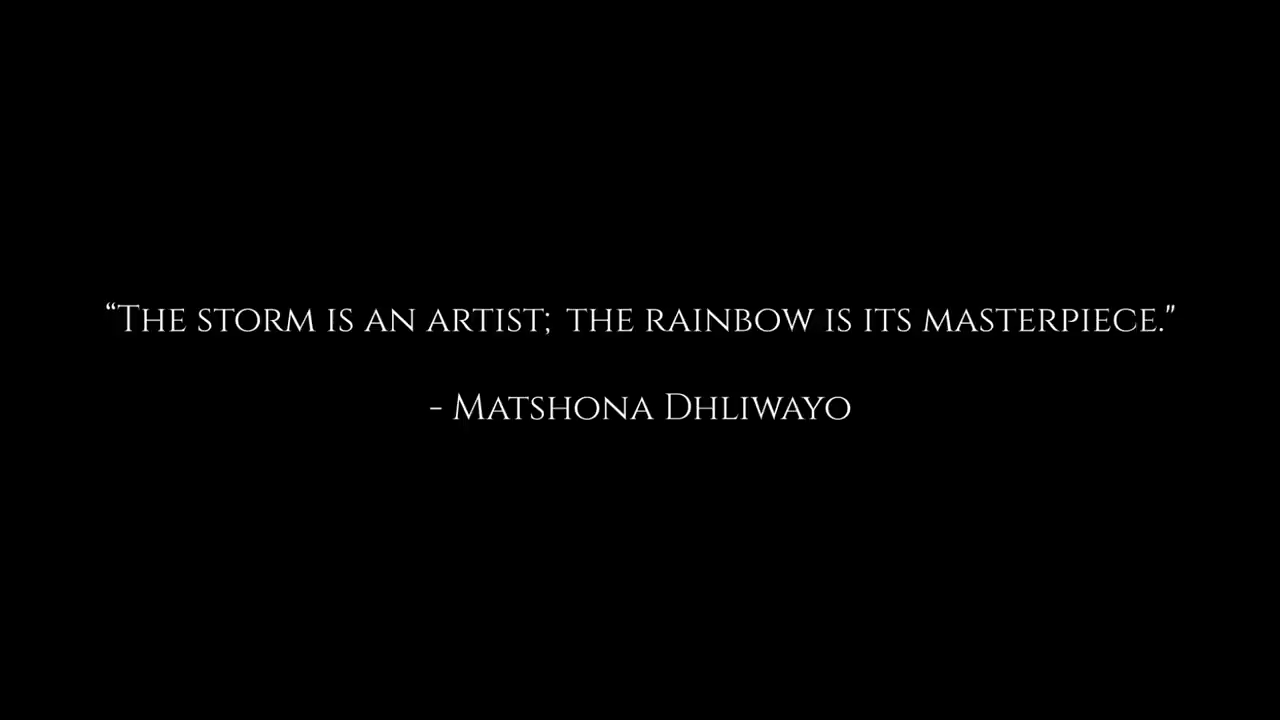 “The storm is an artist; the rainbow is its masterpiece."
- Matshona Dhliwayo